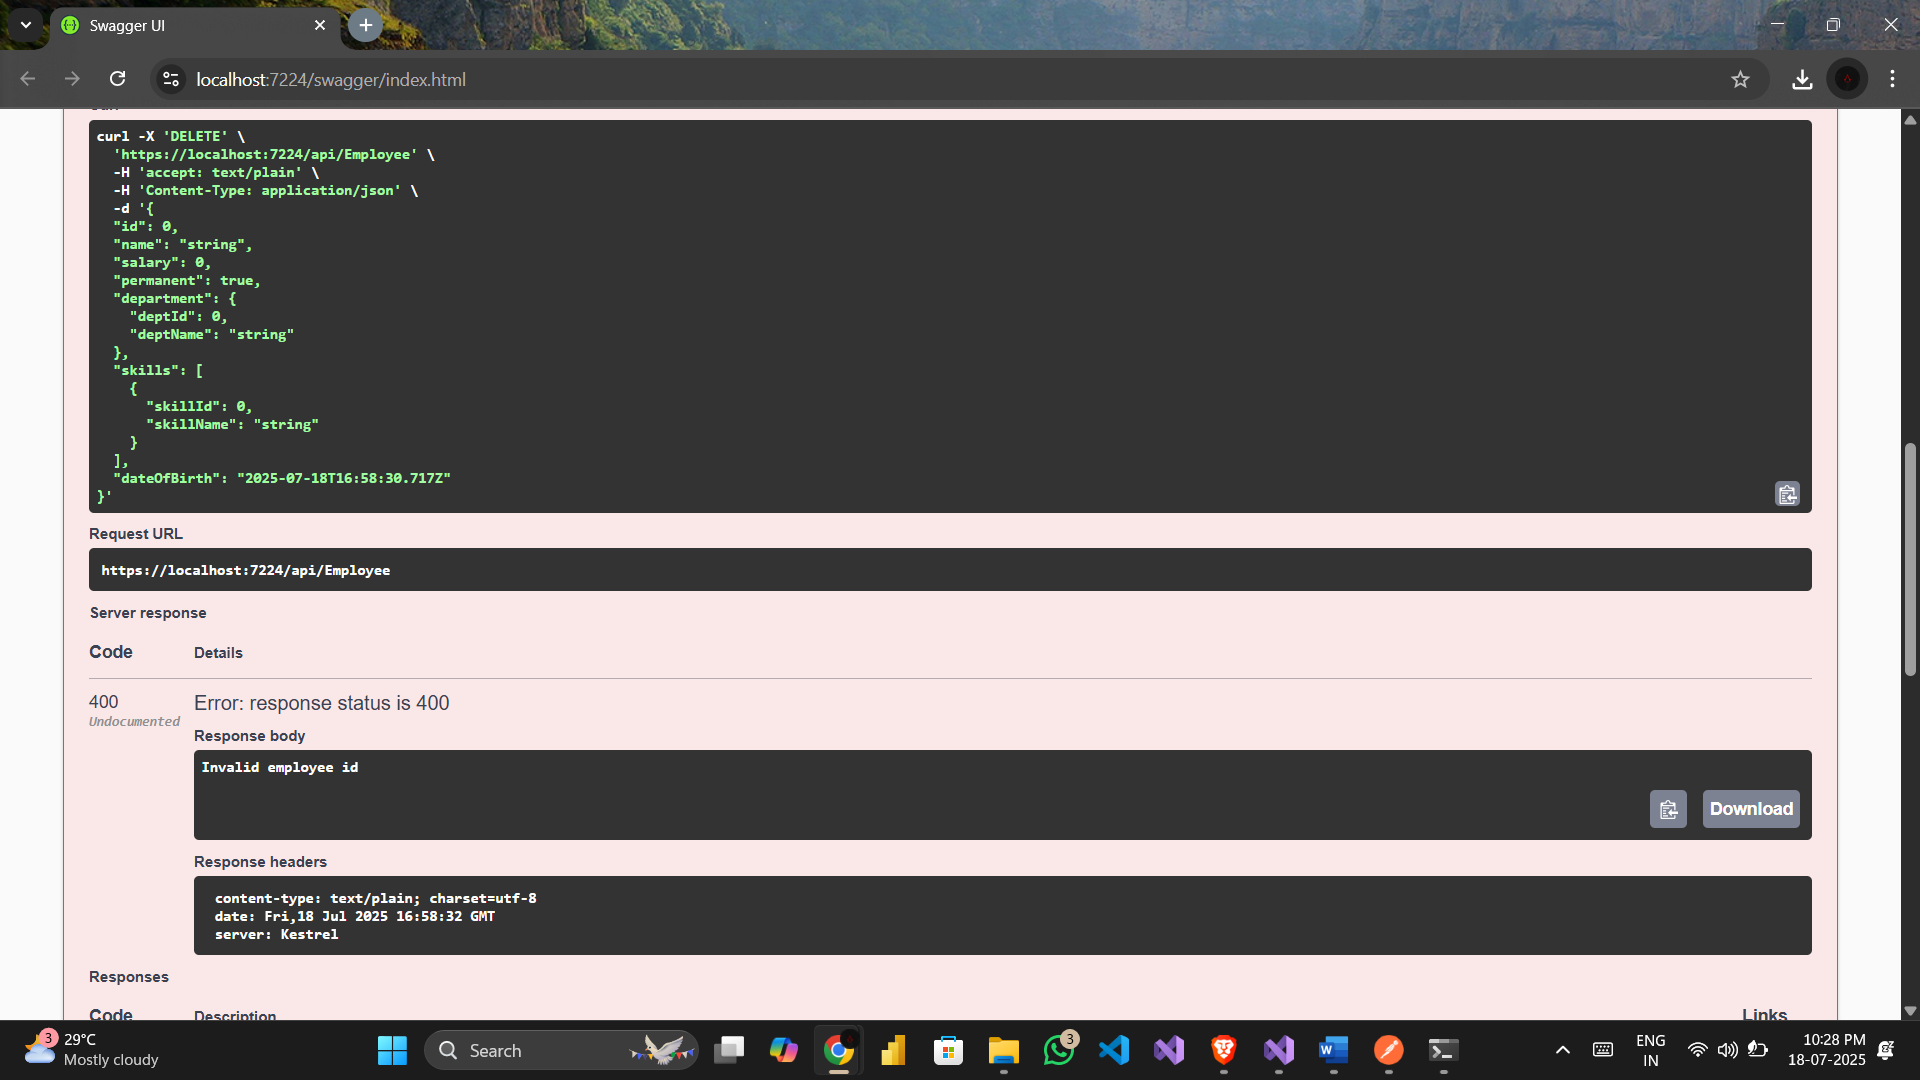 Swagger UI
localhost:7224/swagger/index.html
curl -X 'DELETE' \
'https://localhost:7224/api/Employee' \
-H 'accept: text/plain' \
-H 'Content-Type: application/json' \
-d '{
"id": 0,
"name": "string",
"salary": 0,
"permanent": true,
"department": {
"deptId": 0,
"deptName": "string"
},
"skills": [
{
"skillId": 0,
"skillName": "string"
}
],
"dateOfBirth": "2025-07-18T16:58:30.717Z"
}'
Request URL
https://localhost:7224/api/Employee
Server response
Code Details
400 Error: response status is 400
Undocumented
Response body
Invalid employee id
Download
Response headers
content-type: text/plain; charset=utf-8
date: Fri,18 Jul 2025 16:58:32 GMT
server: Kestrel
Responses
Code Description Links
3 29°C
Mostly cloudy
Search
3
ENG
IN
10:28 PM
18-07-2025